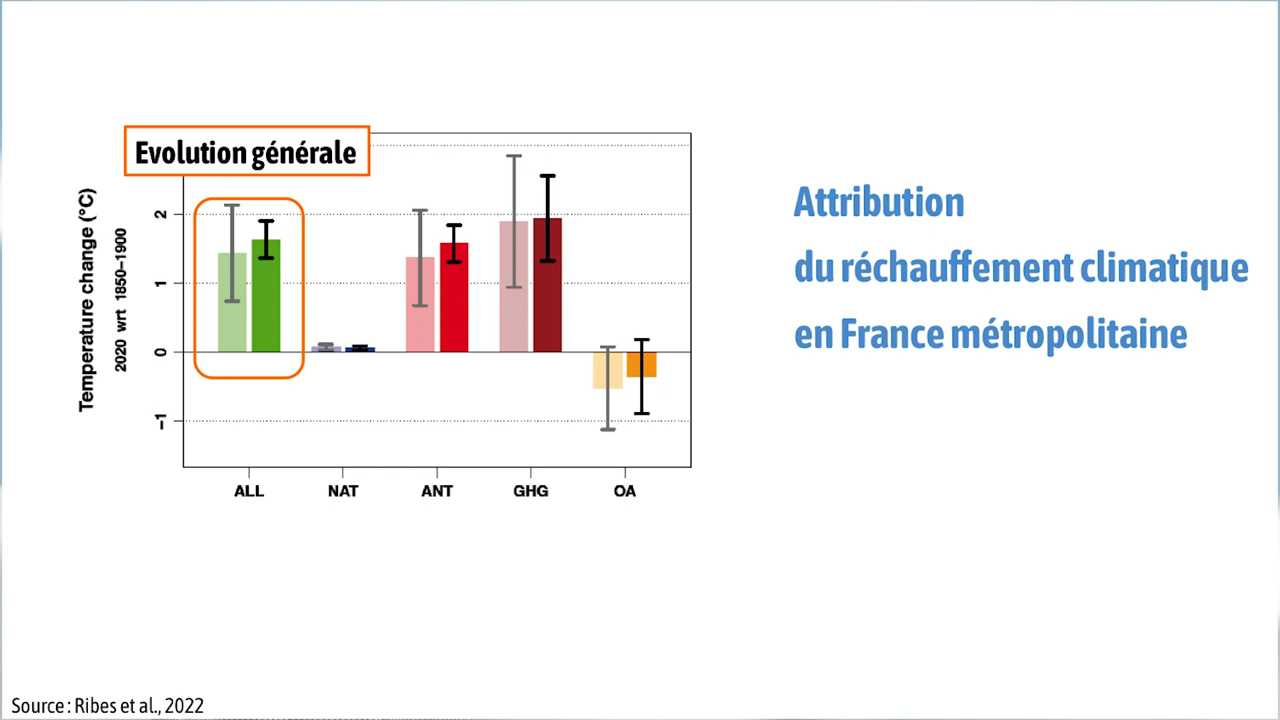 Evolution générale
Attribution
du réchauffement climatique
en France métropolitaine
Temperature change (°C)
2020 wrt 1850–1900
2
1
0
−1
ALL NAT ANT GHG OA
Source : Ribes et al., 2022